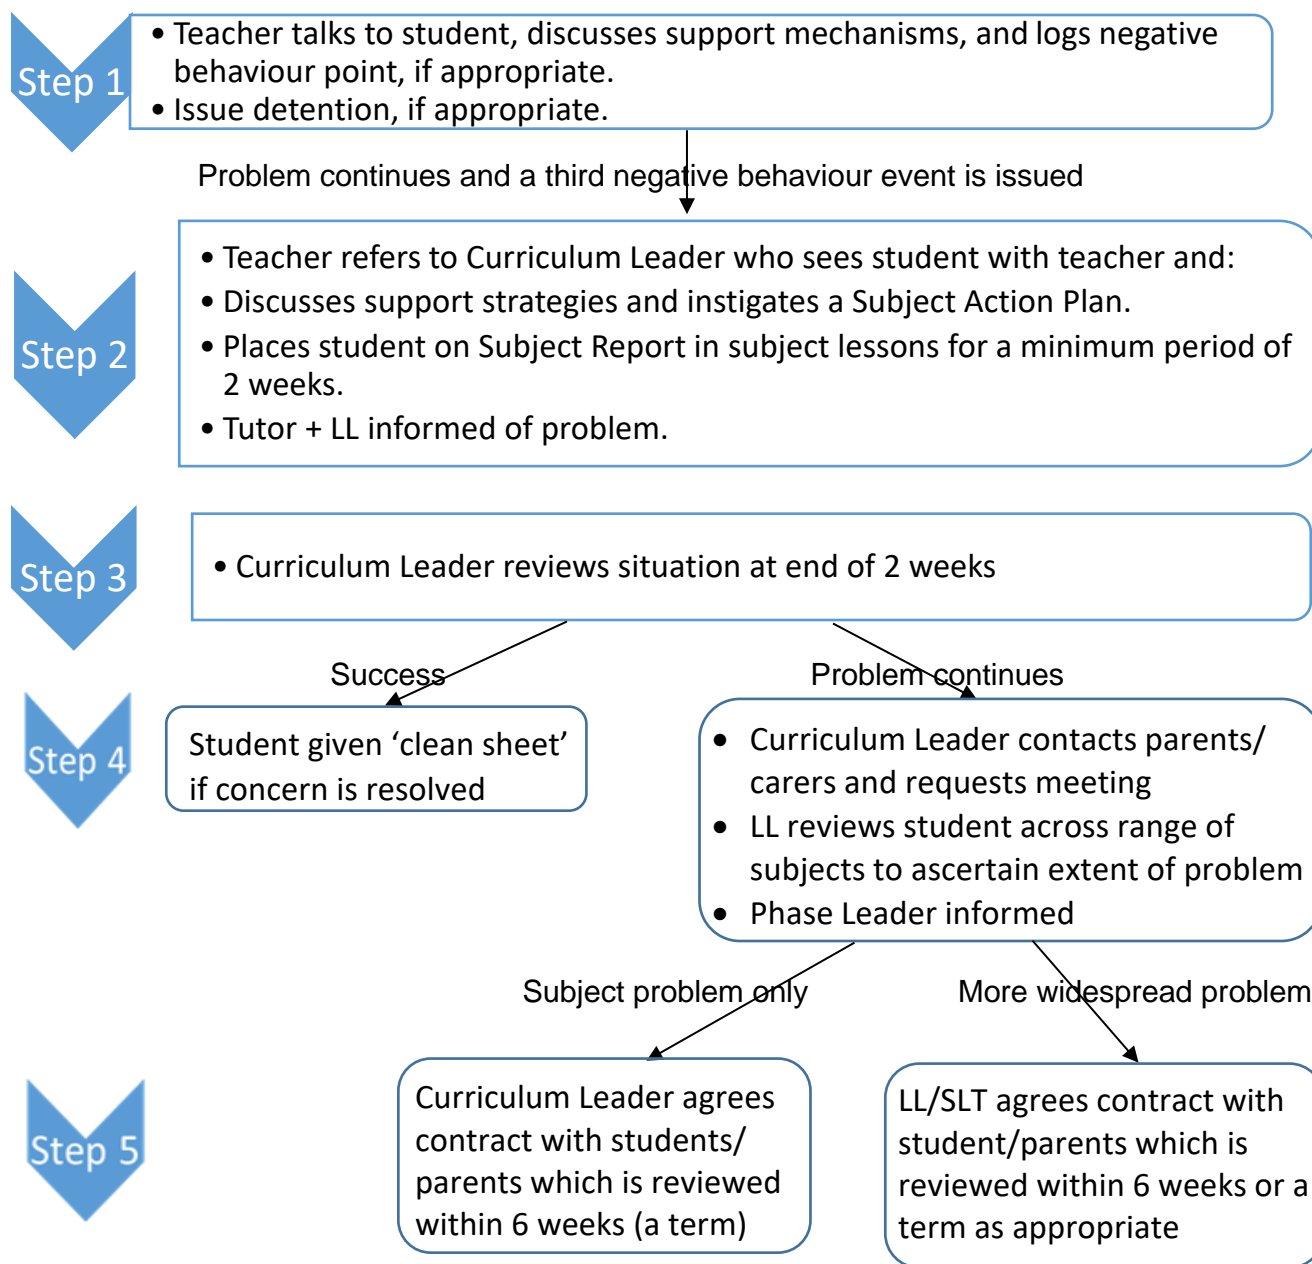 Step 1
• Teacher talks to student, discusses support mechanisms, and logs negative
behaviour point, if appropriate.
• Issue detention, if appropriate.
Problem continues and a third negative behaviour event is issued
Step 2
• Teacher refers to Curriculum Leader who sees student with teacher and:
• Discusses support strategies and instigates a Subject Action Plan.
• Places student on Subject Report in subject lessons for a minimum period of
2 weeks.
• Tutor + LL informed of problem.
Step 3
• Curriculum Leader reviews situation at end of 2 weeks
Success
Problem continues
Step 4
Student given ‘clean sheet’
if concern is resolved
• Curriculum Leader contacts parents/
carers and requests meeting
• LL reviews student across range of
subjects to ascertain extent of problem
• Phase Leader informed
Subject problem only
More widespread problem
Step 5
Curriculum Leader agrees
contract with students/
parents which is reviewed
within 6 weeks (a term)
LL/SLT agrees contract with
student/parents which is
reviewed within 6 weeks or a
term as appropriate